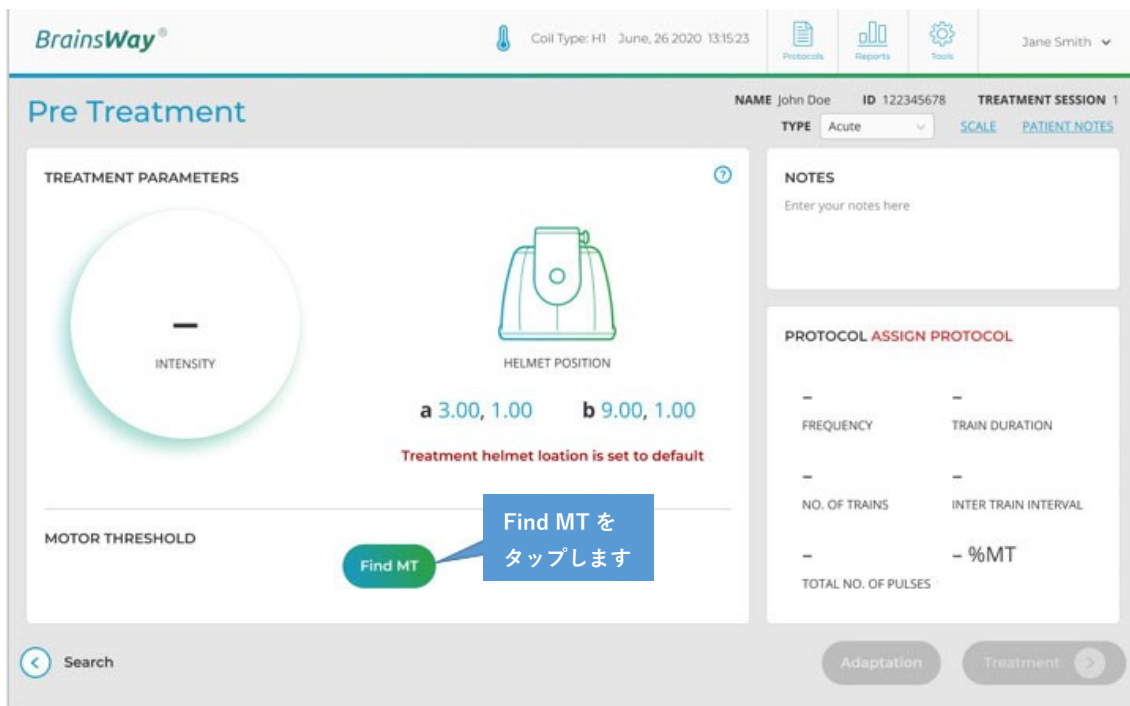 BrainsWay®
Coil Type: H1 June, 26 2020 13:15:23
Protocols
Reports
Tools
Jane Smith
Pre Treatment
NAME John Doe ID 122345678 TREATMENT SESSION 1
TYPE Acute SCALE PATIENT NOTES
TREATMENT PARAMETERS
?
–
INTENSITY
HELMET POSITION
a 3.00, 1.00 b 9.00, 1.00
Treatment helmet loation is set to default
MOTOR THRESHOLD
Find MT
Find MT を
タップします
NOTES
Enter your notes here
PROTOCOL ASSIGN PROTOCOL
– –
FREQUENCY TRAIN DURATION
– –
NO. OF TRAINS INTER TRAIN INTERVAL
– – %MT
TOTAL NO. OF PULSES
Search
Adaptation
Treatment